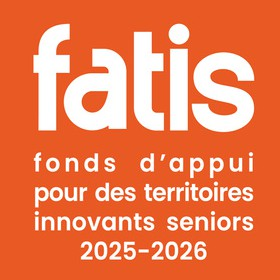 fatis
fonds d'appui
pour des territoires
innovants seniors
2025-2026